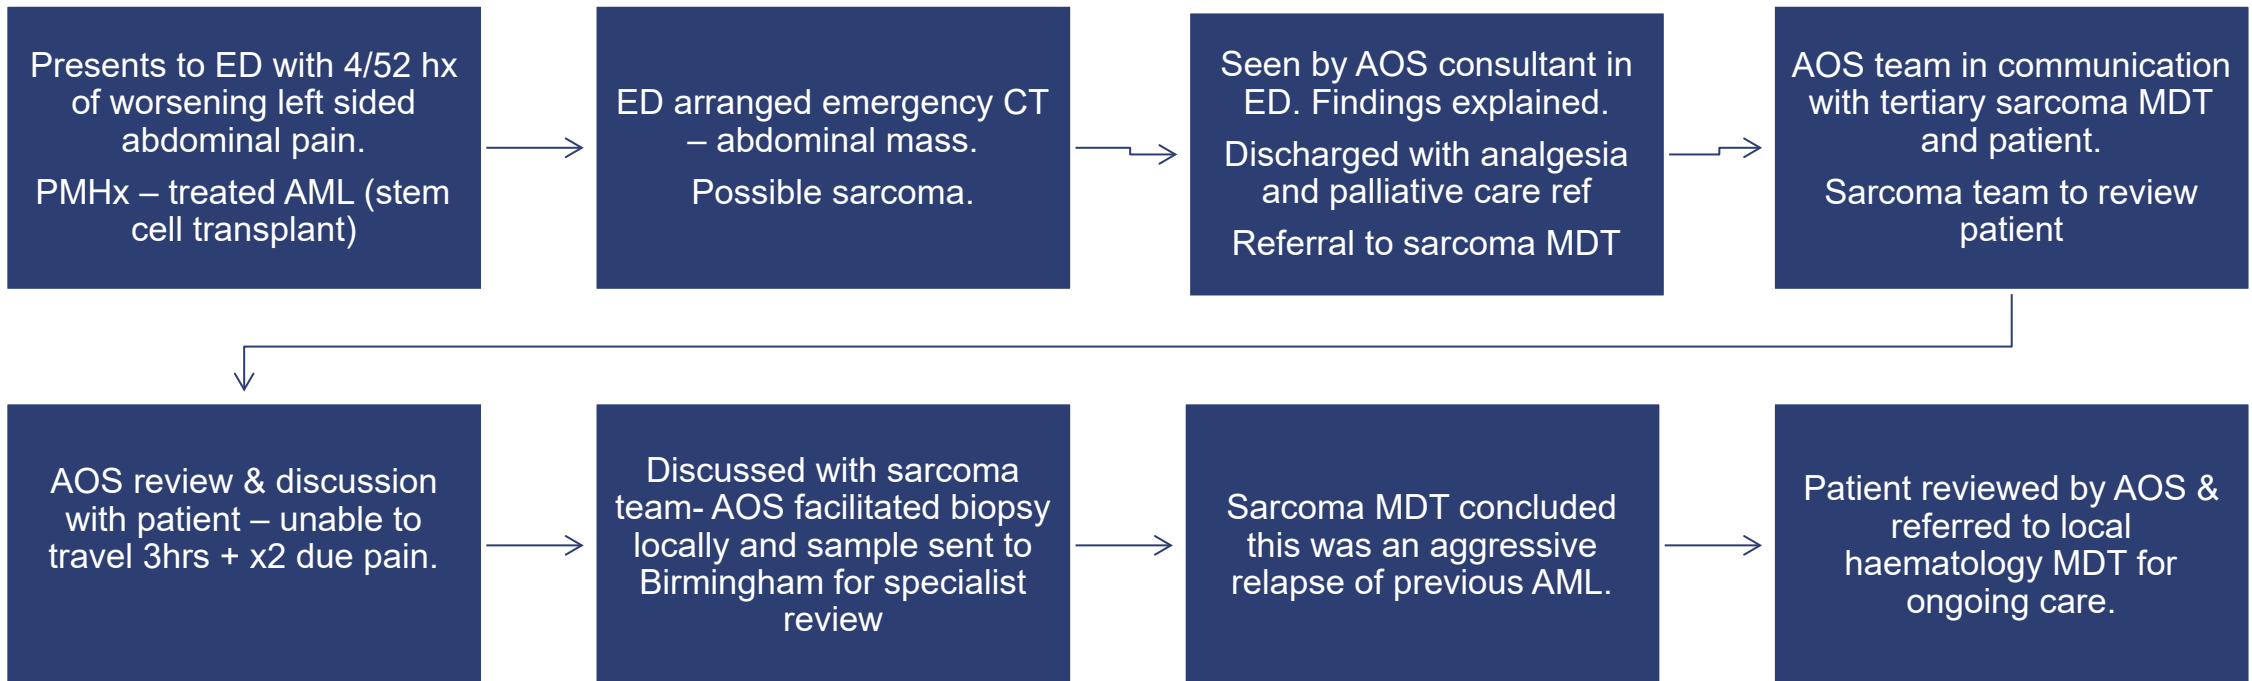 Presents to ED with 4/52 hx
of worsening left sided
abdominal pain.
PMHx – treated AML (stem
cell transplant)
ED arranged emergency CT
– abdominal mass.
Possible sarcoma.
Seen by AOS consultant in
ED. Findings explained.
Discharged with analgesia
and palliative care ref
Referral to sarcoma MDT
AOS team in communication
with tertiary sarcoma MDT
and patient.
Sarcoma team to review
patient
AOS review & discussion
with patient – unable to
travel 3hrs + x2 due pain.
Discussed with sarcoma
team- AOS facilitated biopsy
locally and sample sent to
Birmingham for specialist
review
Sarcoma MDT concluded
this was an aggressive
relapse of previous AML.
Patient reviewed by AOS &
referred to local
haematology MDT for
ongoing care.